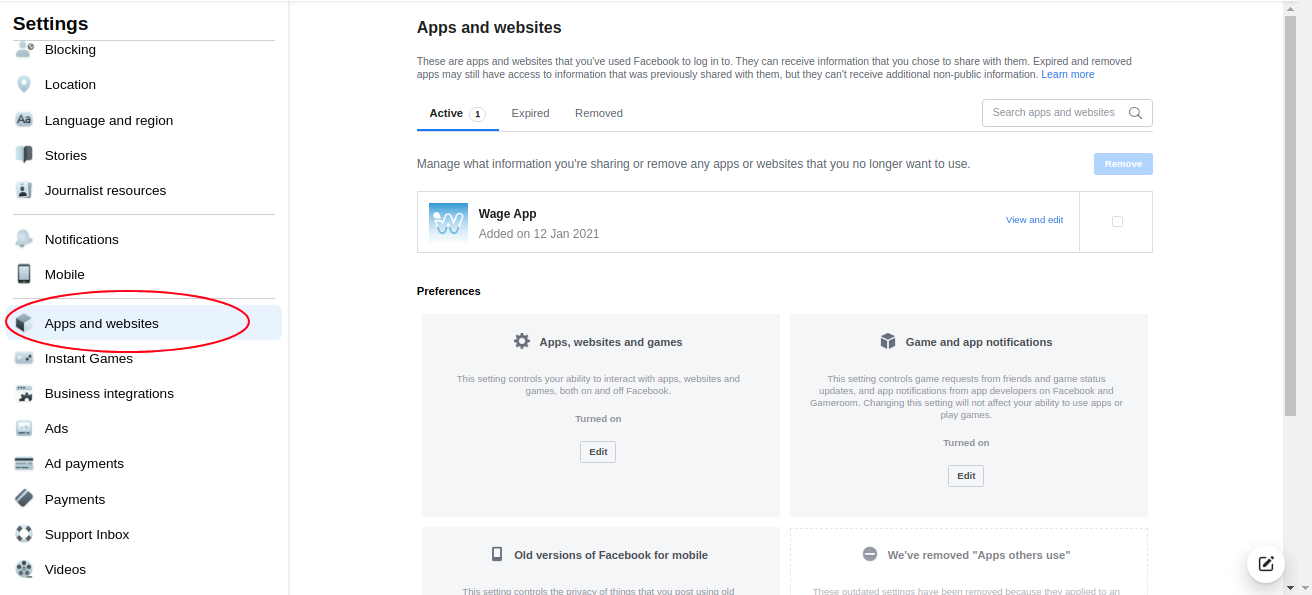 Settings
Blocking
Location
Aa Language and region
Stories
Journalist resources
Notifications
Mobile
Apps and websites
Instant Games
Business integrations
Ads
Ad payments
Payments
Support Inbox
Videos
Apps and websites
These are apps and websites that you've used Facebook to log in to. They can receive information that you chose to share with them. Expired and removed
apps may still have access to information that was previously shared with them, but they can't receive additional non-public information. Learn more
Active 1 Expired Removed
Search apps and websites
Manage what information you're sharing or remove any apps or websites that you no longer want to use.
Remove
Wage App
Added on 12 Jan 2021
View and edit
Preferences
Apps, websites and games
This setting controls your ability to interact with apps, websites and
games, both on and off Facebook.
Turned on
Edit
Game and app notifications
This setting controls game requests from friends and game status
updates, and app notifications from app developers on Facebook and
Gameroom. Changing this setting will not affect your ability to use apps or
play games.
Turned on
Edit
Old versions of Facebook for mobile
This setting controls the privacy of things that you post using old
We've removed "Apps others use"
These outdated settings have been removed because they applied to an